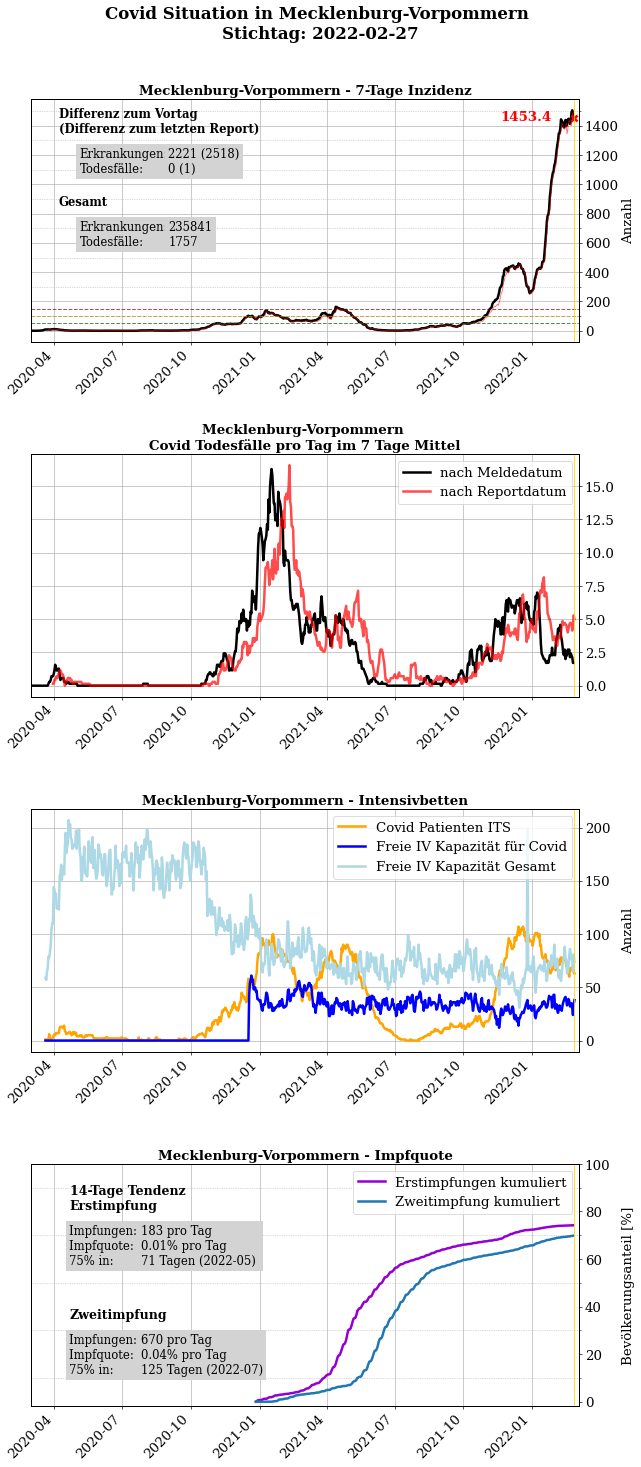 Covid Situation in Mecklenburg-Vorpommern
Stichtag: 2022-02-27
Mecklenburg-Vorpommern - 7-Tage Inzidenz
Differenz zum Vortag
(Differenz zum letzten Report)
Erkrankungen 2221 (2518)
Todesfälle: 0 (1)
Gesamt
Erkrankungen 235841
Todesfälle: 1757
1453.4
1400
1200
1000
800
600
400
200
0
Anzahl
2020-04
2020-07
2020-10
2021-01
2021-04
2021-07
2021-10
2022-01
Mecklenburg-Vorpommern
Covid Todesfälle pro Tag im 7 Tage Mittel
nach Meldedatum
nach Reportdatum
15.0
12.5
10.0
7.5
5.0
2.5
0.0
2020-04
2020-07
2020-10
2021-01
2021-04
2021-07
2021-10
2022-01
Mecklenburg-Vorpommern - Intensivbetten
Covid Patienten ITS
Freie IV Kapazität für Covid
Freie IV Kapazität Gesamt
200
150
100
50
0
Anzahl
2020-04
2020-07
2020-10
2021-01
2021-04
2021-07
2021-10
2022-01
Mecklenburg-Vorpommern - Impfquote
14-Tage Tendenz
Erstimpfung
Impfungen: 183 pro Tag
Impfquote: 0.01% pro Tag
75% in: 71 Tagen (2022-05)
Zweitimpfung
Impfungen: 670 pro Tag
Impfquote: 0.04% pro Tag
75% in: 125 Tagen (2022-07)
Erstimpfungen kumuliert
Zweitimpfung kumuliert
100
80
60
40
20
0
Bevölkerungsanteil [%]
2020-04
2020-07
2020-10
2021-01
2021-04
2021-07
2021-10
2022-01